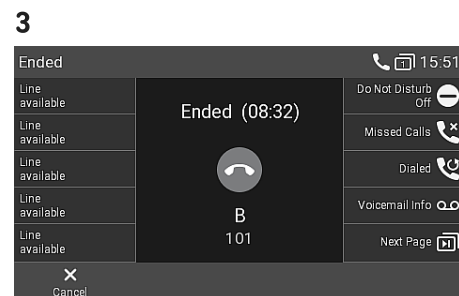 3
Ended
1
15:51
Line
available
Line
available
Line
available
Line
available
Line
available
Ended (08:32)
B
101
Do Not Disturb
Off
Missed Calls
Dialed
Voicemail Info
Next Page
Cancel